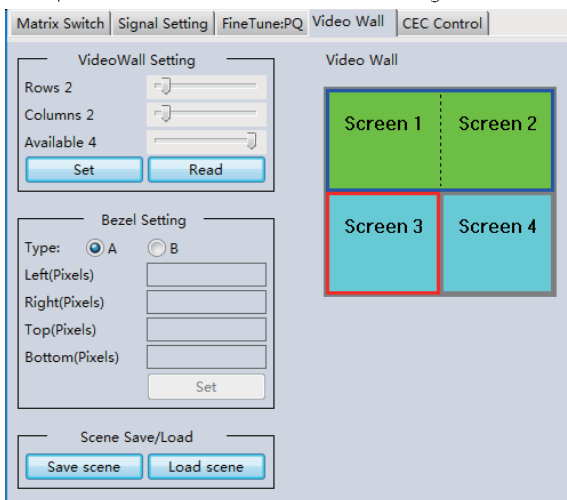 Matrix Switch Signal Setting FineTune:PQ Video Wall CEC Control
VideoWall Setting
Rows 2
Columns 2
Available 4
Set Read
Bezel Setting
Type: A B
Left(Pixels)
Right(Pixels)
Top(Pixels)
Bottom(Pixels)
Set
Scene Save/Load
Save scene Load scene
Video Wall
Screen 1 Screen 2
Screen 3 Screen 4